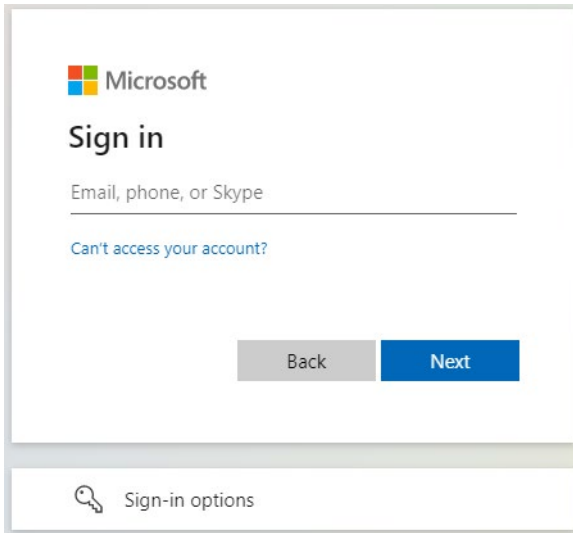 Microsoft
Sign in
Email, phone, or Skype
Can't access your account?
Back Next
Sign-in options